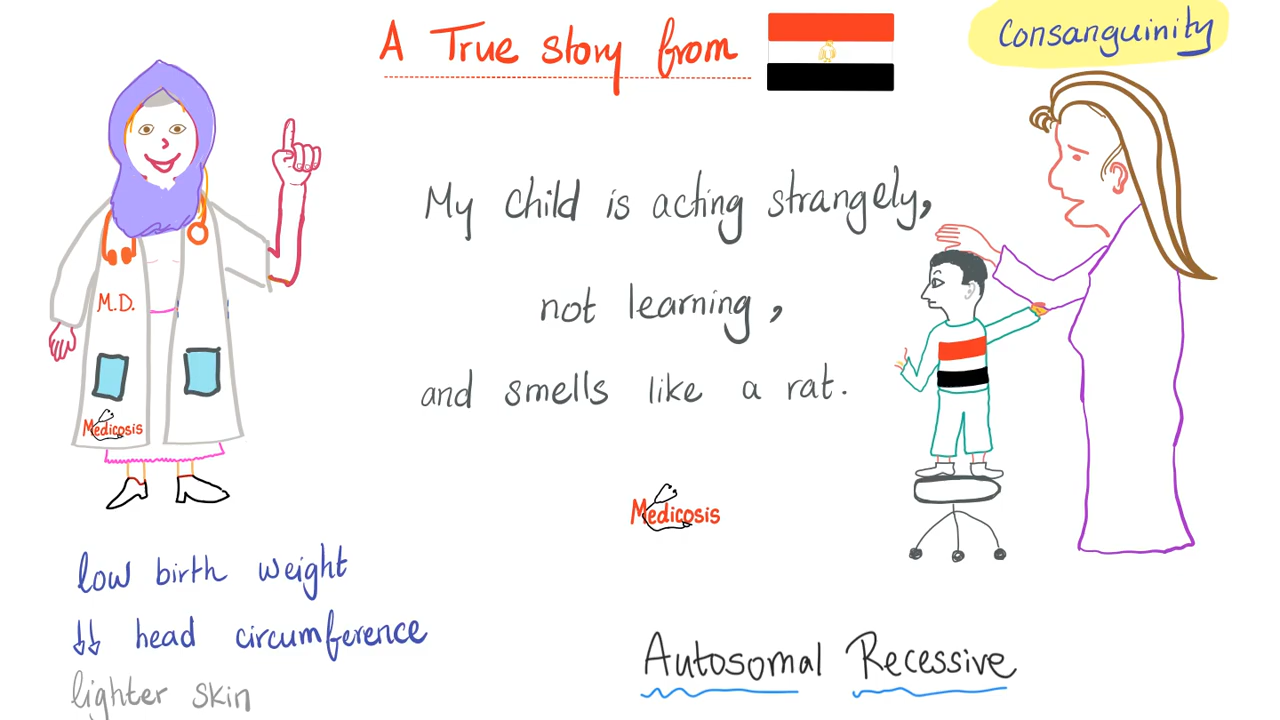 A True story from
Consanguinity
My child is acting strangely,
not learning,
and smells like a rat.
M.D.
Medicosis
Medicosis
low birth weight
↓↓ head circumference
lighter skin
Autosomal Recessive